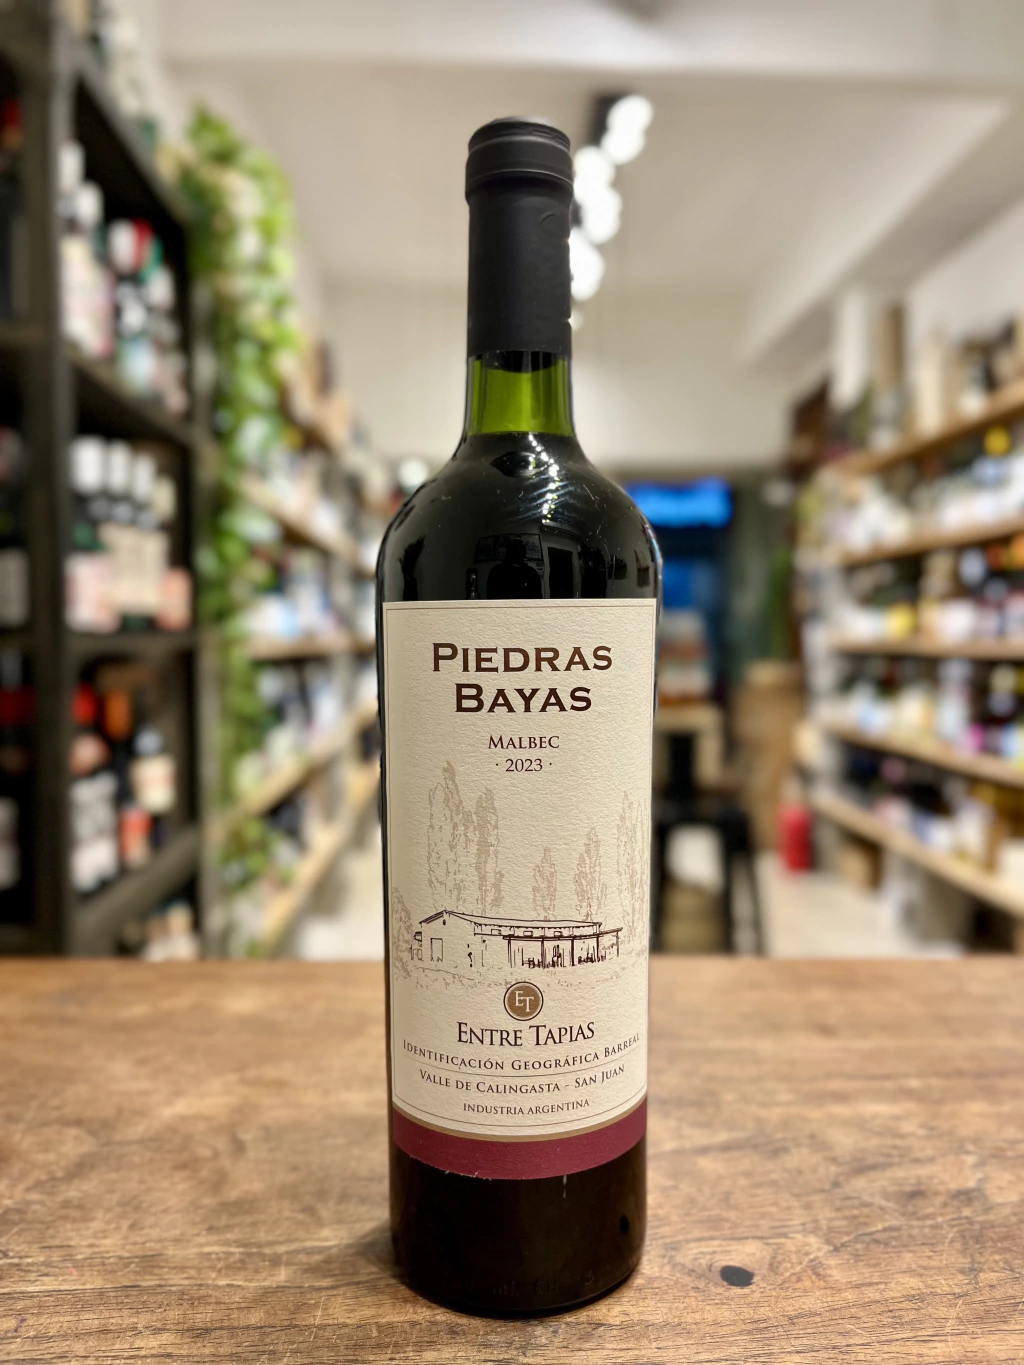 PIEDRAS
BAYAS
MALBEC
· 2023 ·
ET
ENTRE TAPIAS
IDENTIFICACIÓN GEOGRÁFICA BARREAL
VALLE DE CALINGASTA - SAN JUAN
INDUSTRIA ARGENTINA